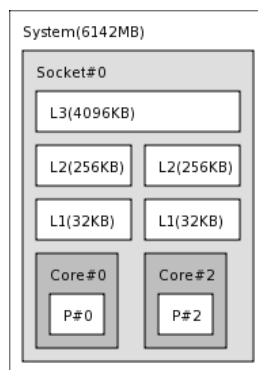 System(6142MB)
Socket#0
L3(4096KB)
L2(256KB) L2(256KB)
L1(32KB) L1(32KB)
Core#0 Core#2
P#0 P#2